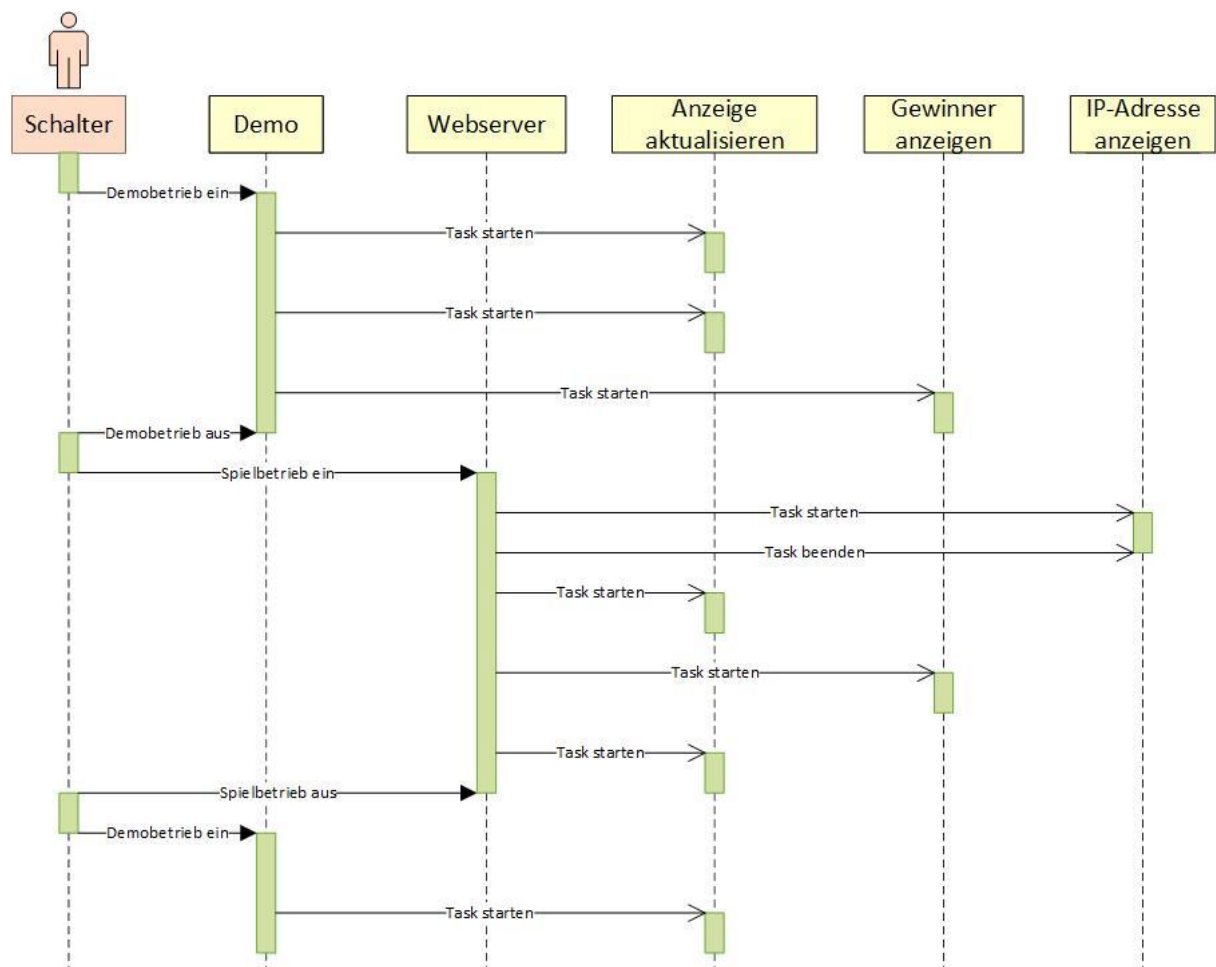 Schalter
Demo
Webserver
Anzeige
aktualisieren
Gewinner
anzeigen
IP-Adresse
anzeigen
Demobetrieb ein
Task starten
Task starten
Task starten
Demobetrieb aus
Spielbetrieb ein
Task starten
Task beenden
Task starten
Task starten
Task starten
Spielbetrieb aus
Demobetrieb ein
Task starten